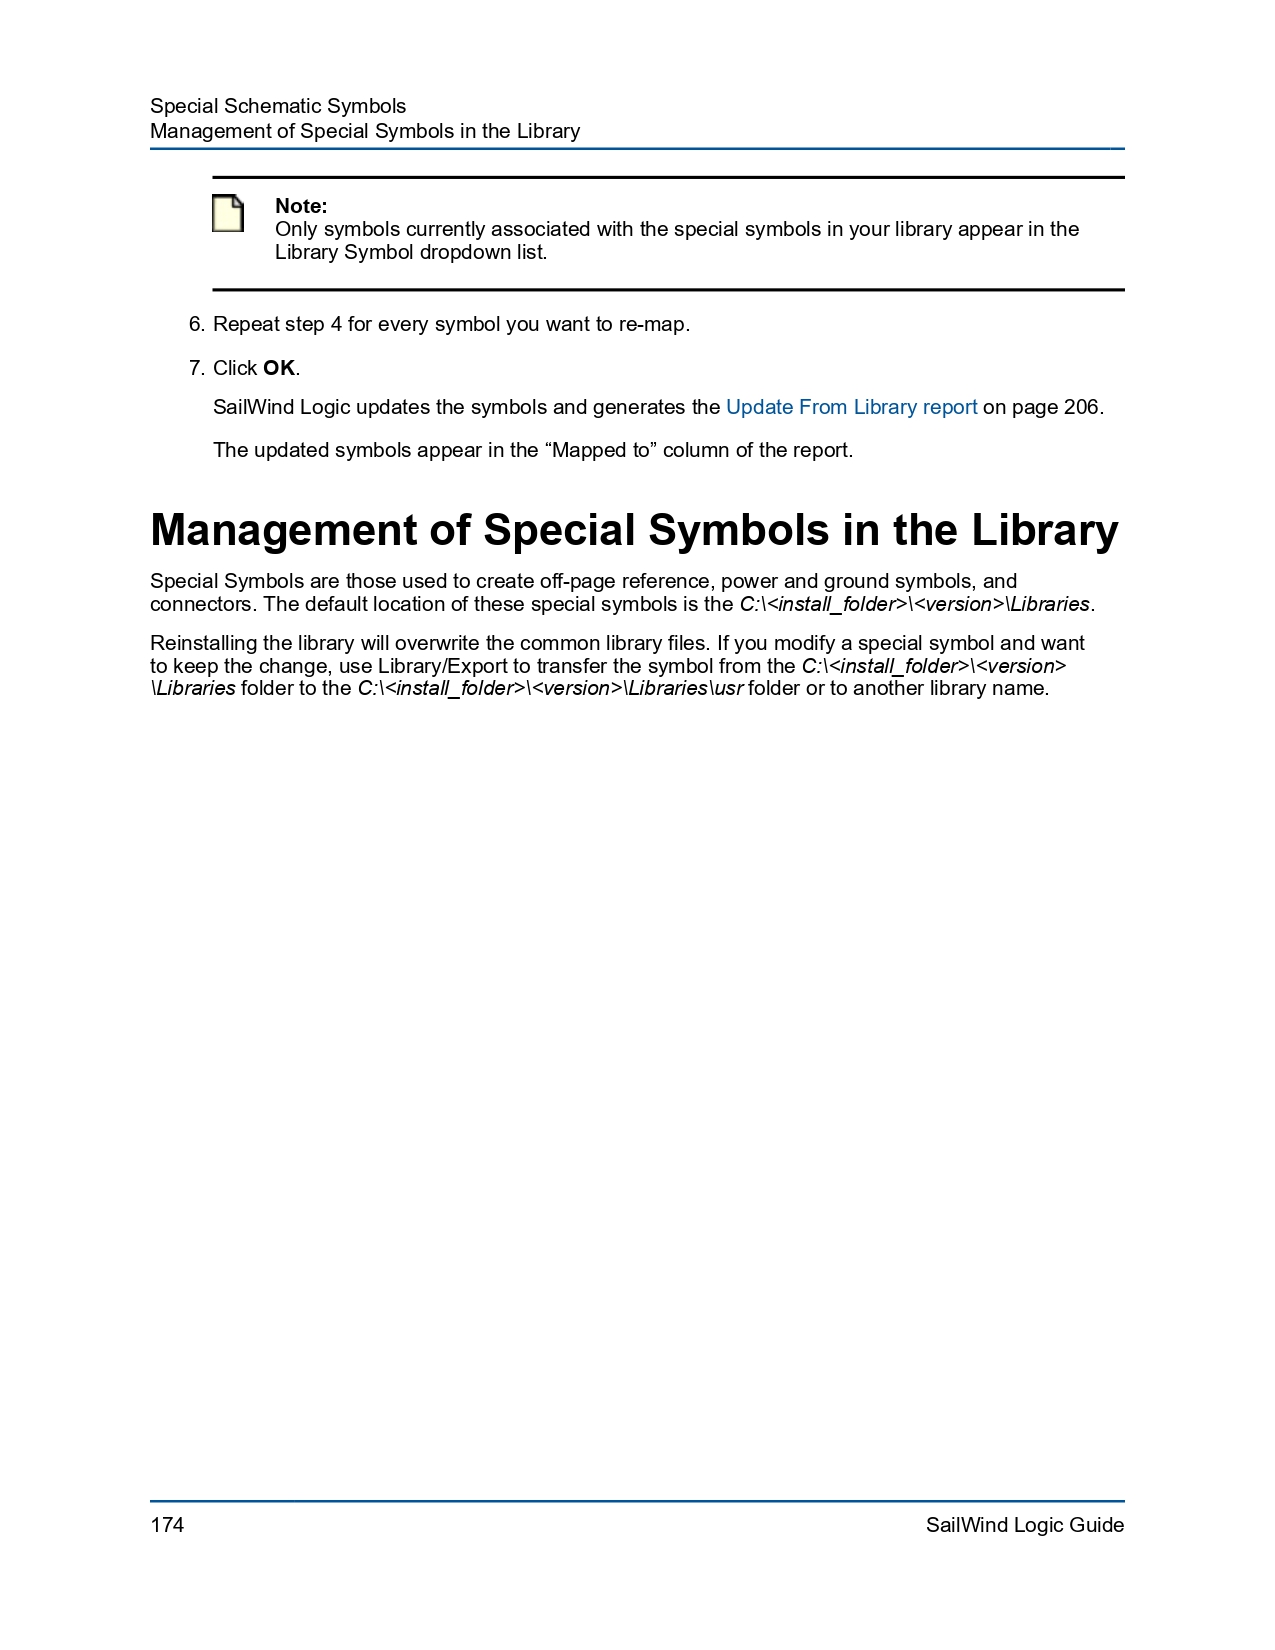 Special Schematic Symbols
Management of Special Symbols in the Library
Note:
Only symbols currently associated with the special symbols in your library appear in the
Library Symbol dropdown list.
6. Repeat step 4 for every symbol you want to re-map.
7. Click OK.
SailWind Logic updates the symbols and generates the Update From Library report on page 206.
The updated symbols appear in the “Mapped to” column of the report.
Management of Special Symbols in the Library
Special Symbols are those used to create off-page reference, power and ground symbols, and
connectors. The default location of these special symbols is the C:\<install_folder>\<version>\Libraries.
Reinstalling the library will overwrite the common library files. If you modify a special symbol and want
to keep the change, use Library/Export to transfer the symbol from the C:\<install_folder>\<version>
\Libraries folder to the C:\<install_folder>\<version>\Libraries\usr folder or to another library name.
174
SailWind Logic Guide